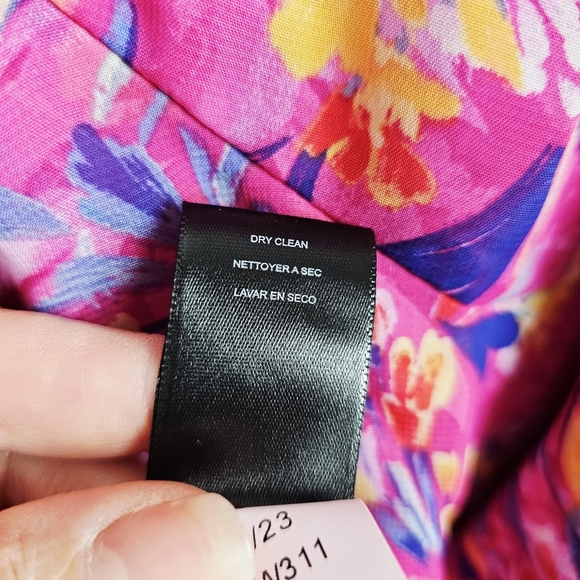 DRY CLEAN
NETTOYER A SEC
LAVAR EN SECO
/23
/311